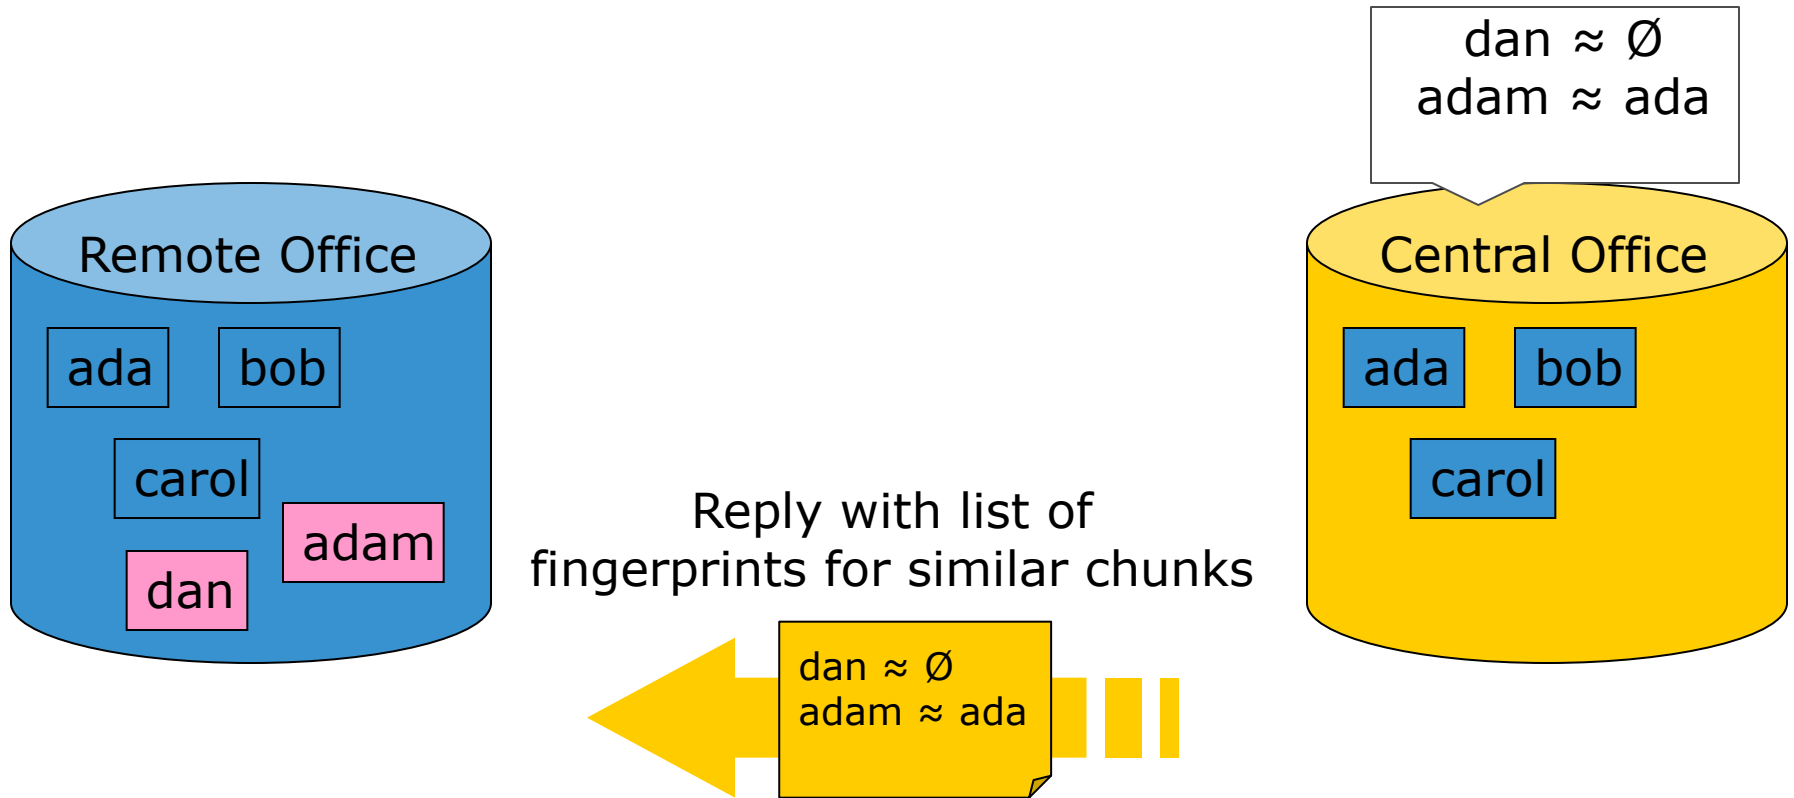 dan ≈ Ø
adam ≈ ada
Remote Office
ada
bob
carol
adam
dan
Central Office
ada
bob
carol
Reply with list of
fingerprints for similar chunks
dan ≈ Ø
adam ≈ ada